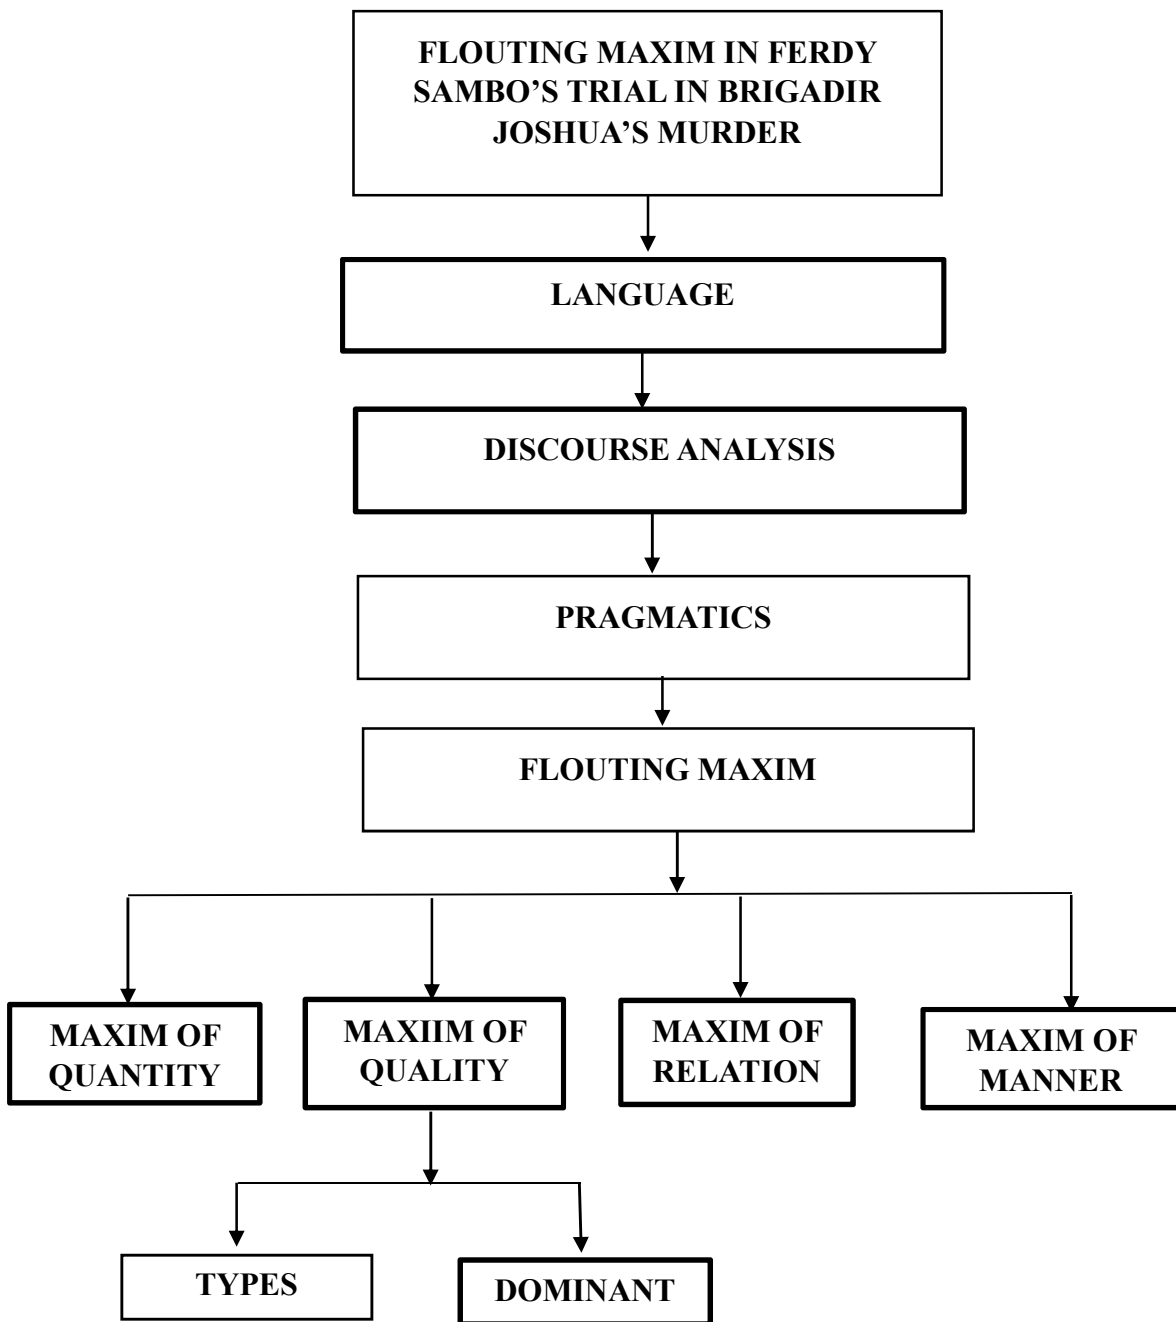 FLOUTING MAXIM IN FERDY
SAMBO’S TRIAL IN BRIGADIR
JOSHUA’S MURDER
LANGUAGE
DISCOURSE ANALYSIS
PRAGMATICS
FLOUTING MAXIM
MAXIM OF
QUANTITY
MAXIIM OF
QUALITY
MAXIM OF
RELATION
MAXIM OF
MANNER
TYPES
DOMINANT